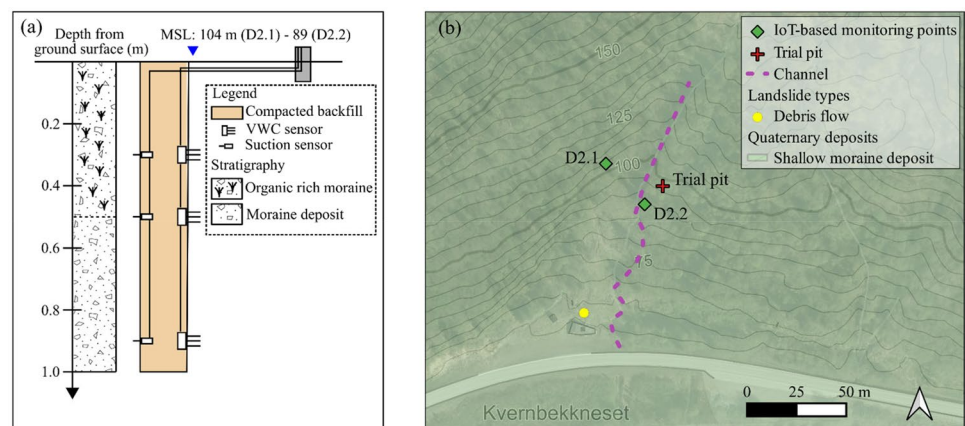 (a)
Depth from
ground surface (m)
MSL: 104 m (D2.1) - 89 (D2.2)
0.2
0.4
0.6
0.8
1.0
Legend
Compacted backfill
VWC sensor
Suction sensor
Stratigraphy
Organic rich moraine
Moraine deposit
(b)
150
125
100
75
D2.1
Trial pit
D2.2
IoT-based monitoring points
Trial pit
Channel
Landslide types
Debris flow
Quaternary deposits
Shallow moraine deposit
0 25 50 m
Kvernbekkneset